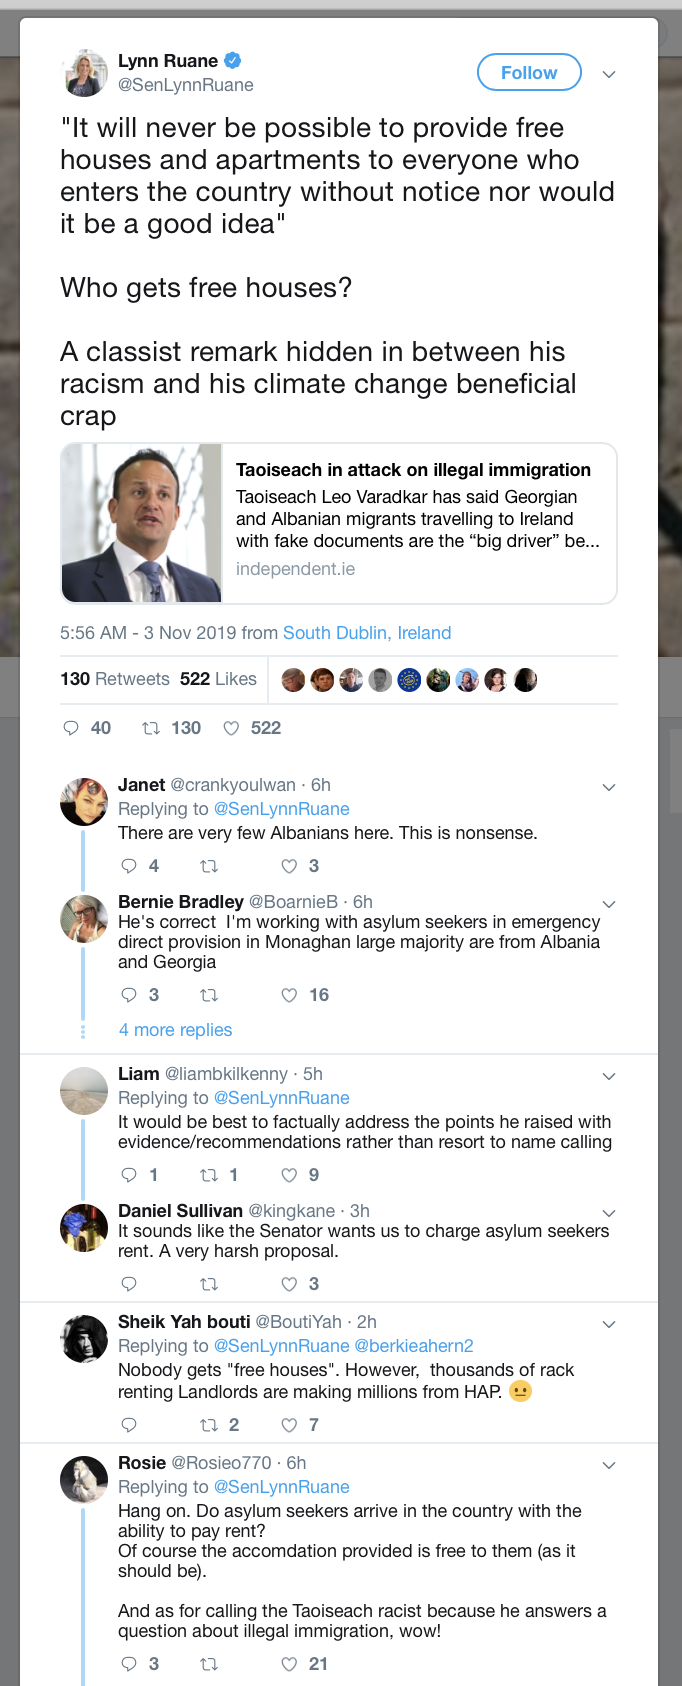 Lynn Ruane
@SenLynnRuane
Follow
"It will never be possible to provide free
houses and apartments to everyone who
enters the country without notice nor would
it be a good idea"
Who gets free houses?
A classist remark hidden in between his
racism and his climate change beneficial
crap
Taoiseach in attack on illegal immigration
Taoiseach Leo Varadkar has said Georgian
and Albanian migrants travelling to Ireland
with fake documents are the “big driver” be...
independent.ie
5:56 AM - 3 Nov 2019 from South Dublin, Ireland
130 Retweets 522 Likes
40 130 522
Janet @crankyoulwan · 6h
Replying to @SenLynnRuane
There are very few Albanians here. This is nonsense.
4 3
Bernie Bradley @BoarnieB · 6h
He's correct  I'm working with asylum seekers in emergency
direct provision in Monaghan large majority are from Albania
and Georgia
3 16
4 more replies
Liam @liambkilkenny · 5h
Replying to @SenLynnRuane
It would be best to factually address the points he raised with
evidence/recommendations rather than resort to name calling
1 1 9
Daniel Sullivan @kingkane · 3h
It sounds like the Senator wants us to charge asylum seekers
rent. A very harsh proposal.
3
Sheik Yah bouti @BoutiYah · 2h
Replying to @SenLynnRuane @berkieahern2
Nobody gets "free houses". However,  thousands of rack
renting Landlords are making millions from HAP. 😐
2 7
Rosie @Rosieo770 · 6h
Replying to @SenLynnRuane
Hang on. Do asylum seekers arrive in the country with the
ability to pay rent?
Of course the accomdation provided is free to them (as it
should be).
And as for calling the Taoiseach racist because he answers a
question about illegal immigration, wow!
3 21